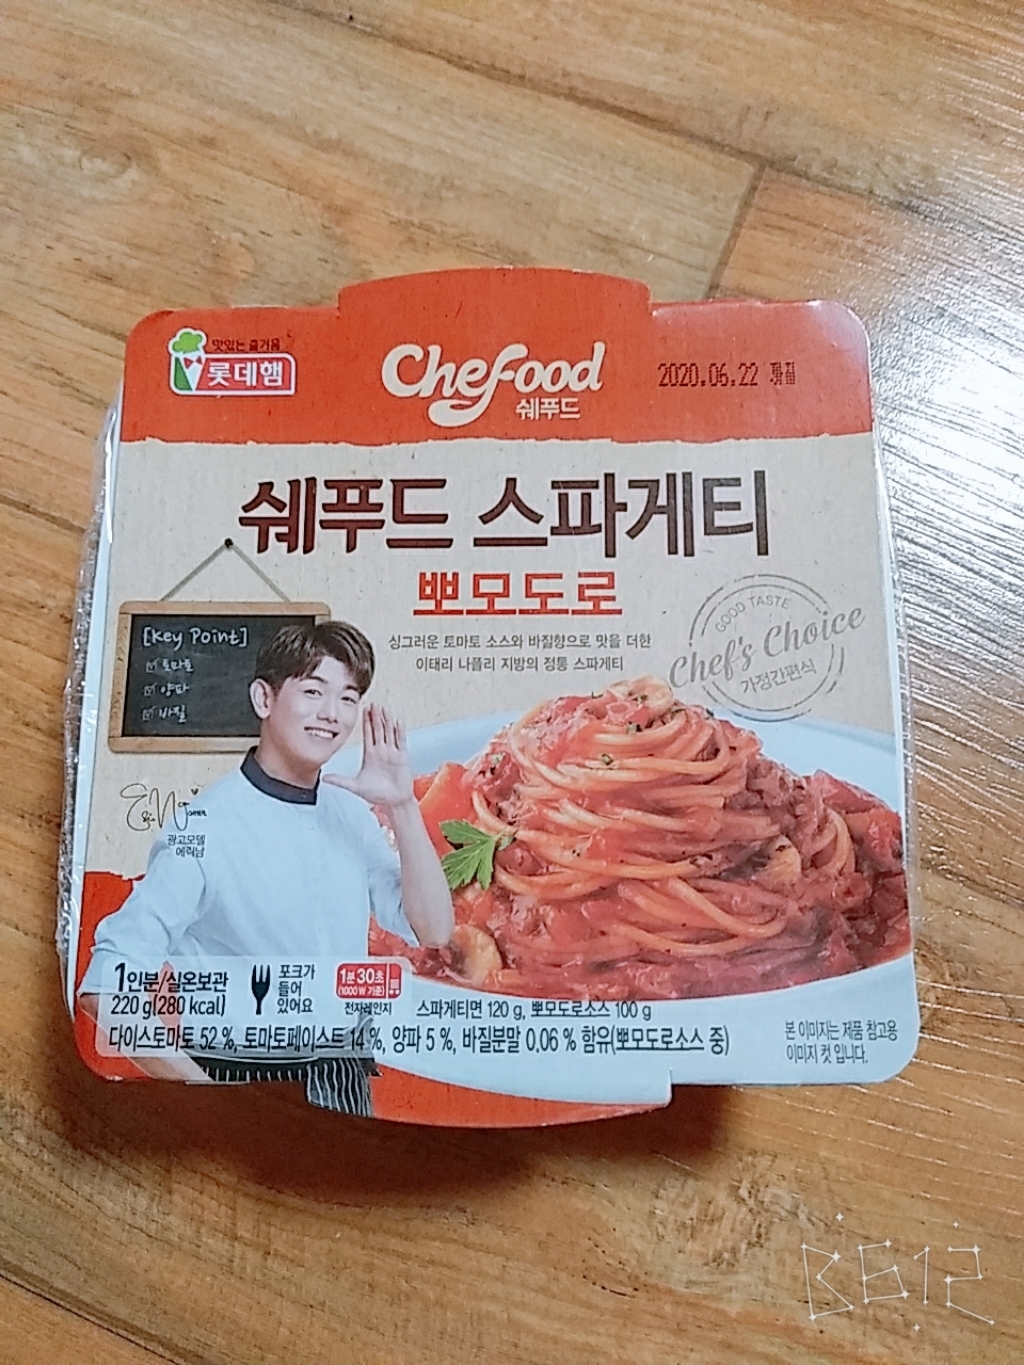 맛있는 즐거움
롯데햄
Chefood
쉐푸드
2020.06.22
쉐푸드 스파게티
뽀모도로
싱그러운 토마토 소스와 바질향으로 맛을 더한
이태리 나플리 지방의 정통 스파게티
[Key Point]
토마토
양파
바질
GOOD TASTE
Chef's Choice
가정간편식
광고모델
에릭남
1인분/실온보관
220 g(280 kcal)
포크가
들어
있어요
1분 30초
(1000 W 기준)
전자레인지
스파게티면 120 g, 뽀모도로소스 100 g
다이스토마토 52 %, 토마토페이스트 14 %, 양파 5 %, 바질분말 0.06 % 함유(뽀모도로소스 중)
본 이미지는 제품 참고용
이미지 컷 입니다.
B612